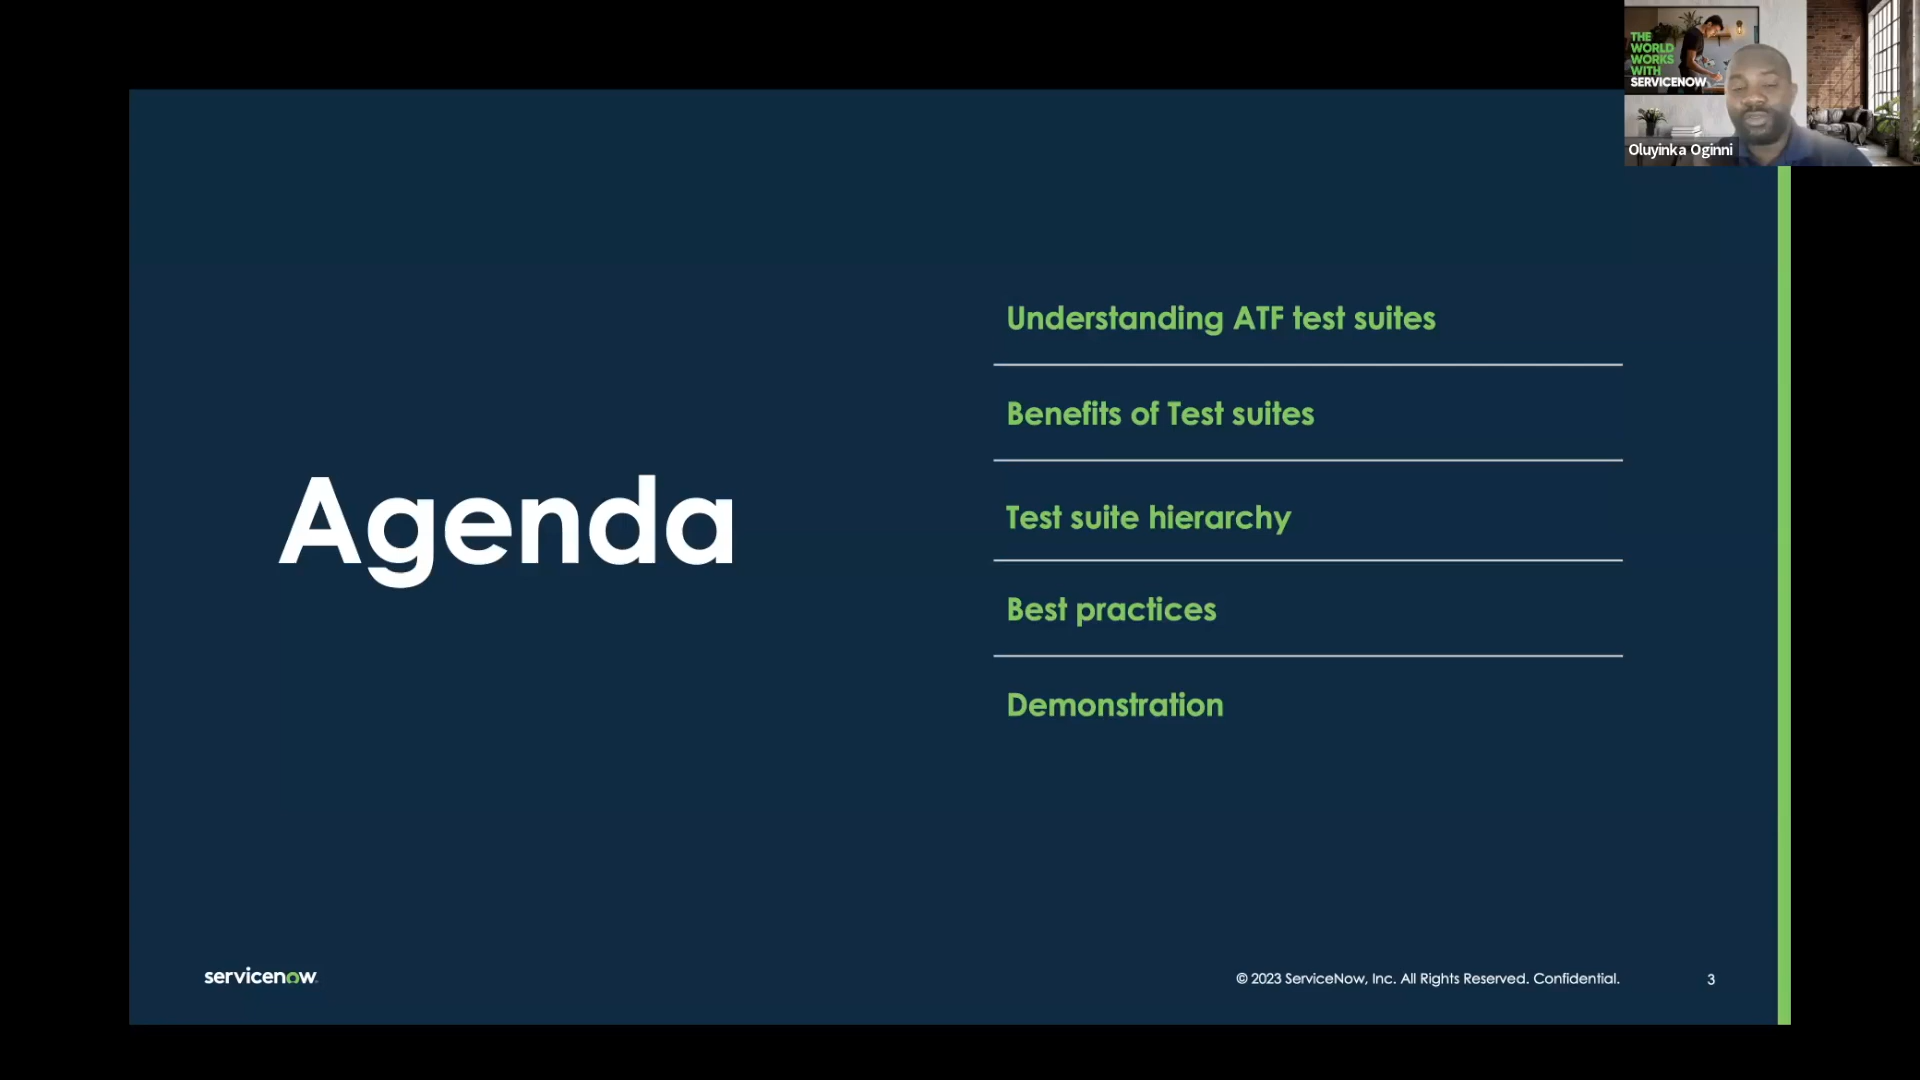 THE
WORLD
WORKS
WITH
SERVICENOW
Oluyinka Oginni
Agenda
Understanding ATF test suites
Benefits of Test suites
Test suite hierarchy
Best practices
Demonstration
servicenow
© 2023 ServiceNow, Inc. All Rights Reserved. Confidential.
3